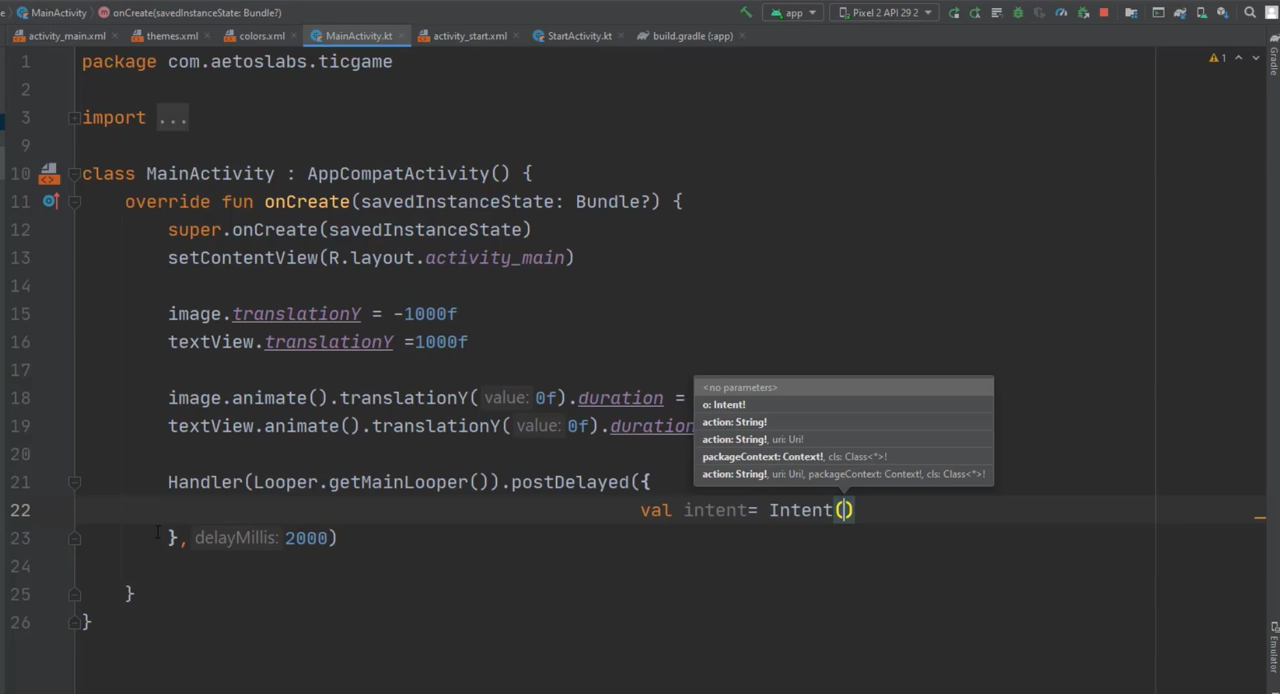 e MainActivity onCreate(savedInstanceState: Bundle?) app Pixel 2 API 29 2
activity_main.xml themes.xml colors.xml MainActivity.kt activity_start.xml StartActivity.kt build.gradle (:app)
1 package com.aetoslabs.ticgame 1
2
3 import ...
9
10 class MainActivity : AppCompatActivity() {
11 override fun onCreate(savedInstanceState: Bundle?) {
12 super.onCreate(savedInstanceState)
13 setContentView(R.layout.activity_main)
14
15 image.translationY = -1000f
16 textView.translationY =1000f
17
<no parameters>
18 image.animate().translationY( value: 0f).duration =
o: Intent!
action: String!
19 textView.animate().translationY( value: 0f).duration
action: String!, uri: Uri!
20
packageContext: Context!, cls: Class<*>!
action: String!, uri: Uri!, packageContext: Context!, cls: Class<*>!
21 Handler(Looper.getMainLooper()).postDelayed({
22 val intent= Intent()
23 }, delayMillis: 2000)
24
25 }
26 }
Gradle
Emulator